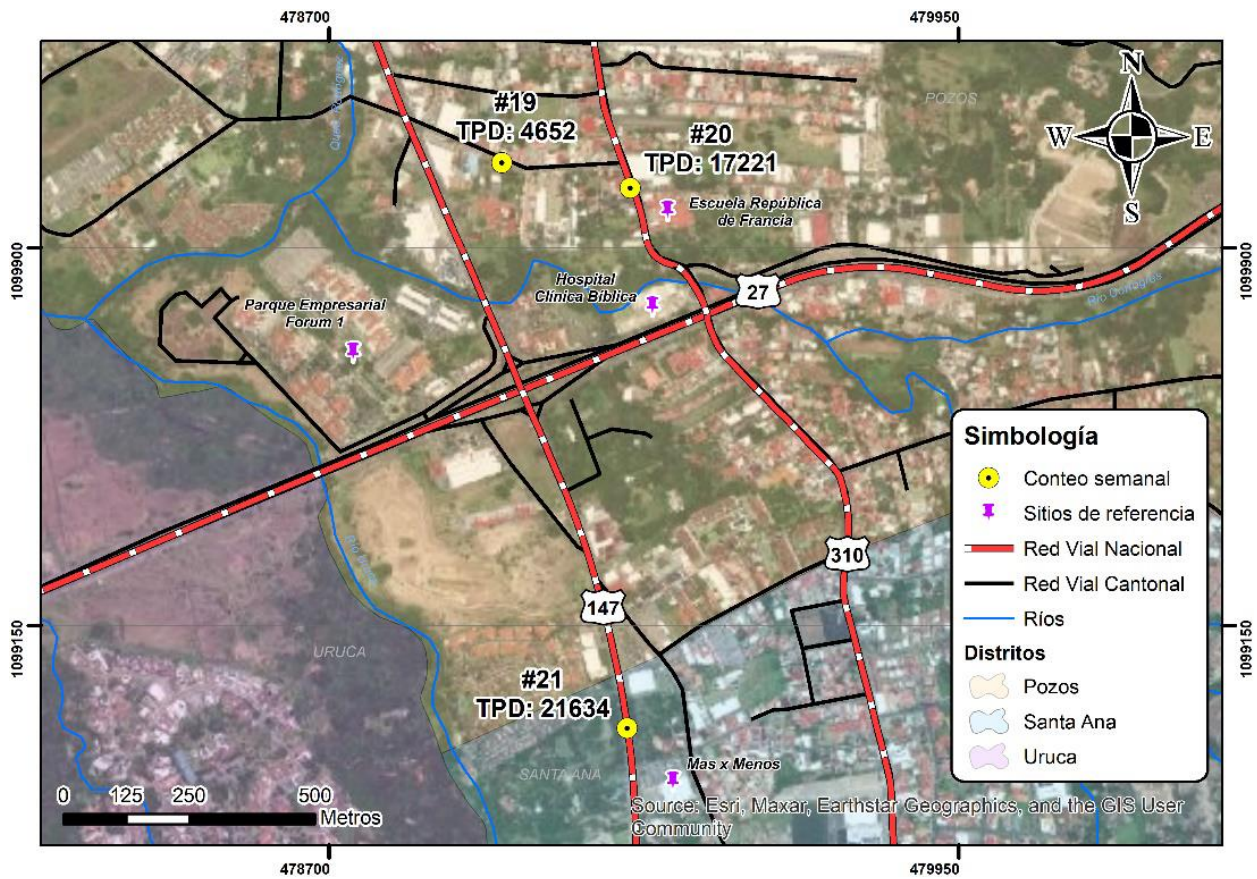 478700
479950
N
W
E
S
#19
TPD: 4652
#20
TPD: 17221
POZOS
Escuela República
de Francia
1099900
1099900
Hospital
Clínica Bíblica
27
Parque Empresarial
Forum 1
Simbología
Conteo semanal
Sitios de referencia
Red Vial Nacional
Red Vial Cantonal
Ríos
Distritos
Pozos
Santa Ana
Uruca
310
147
1099150
1099150
URUCA
#21
TPD: 21634
SANTA ANA
Mas x Menos
0 125 250 500
Metros
Source: Esri, Maxar, Earthstar Geographics, and the GIS User
Community
478700
479950